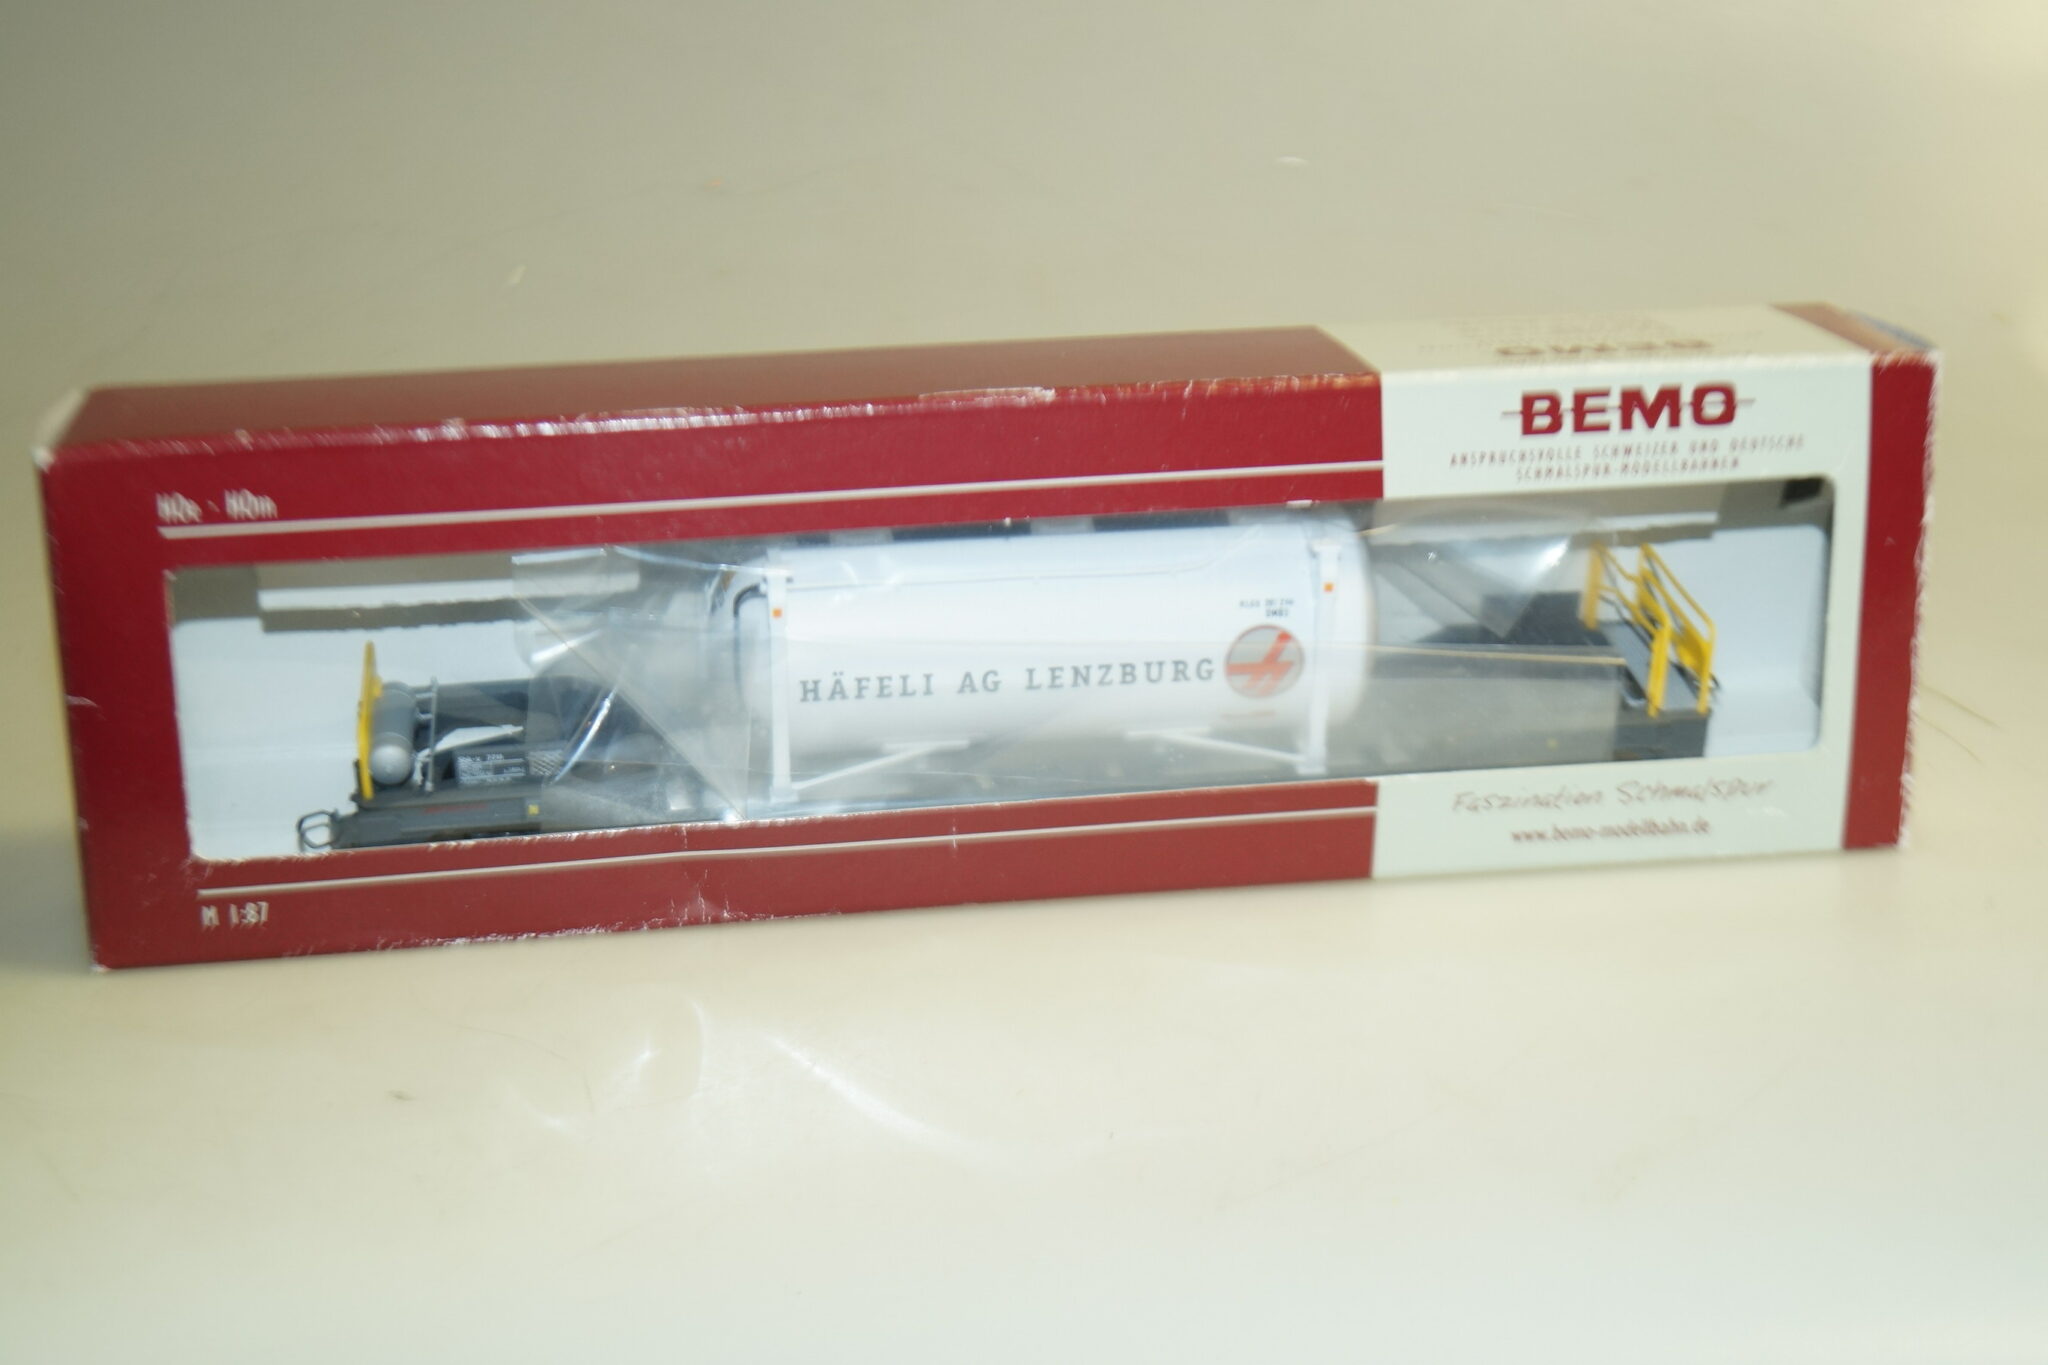 BEMO
BEMO
ANSPRUCHSVOLLE SCHWEIZER UND DEUTSCHE
SCHMALSPUR-MODELLBAHNEN
H0e - H0m
HÄFELI AG LENZBURG
N
Faszination Schmalspur
www.bemo-modellbahn.de
M 1:87